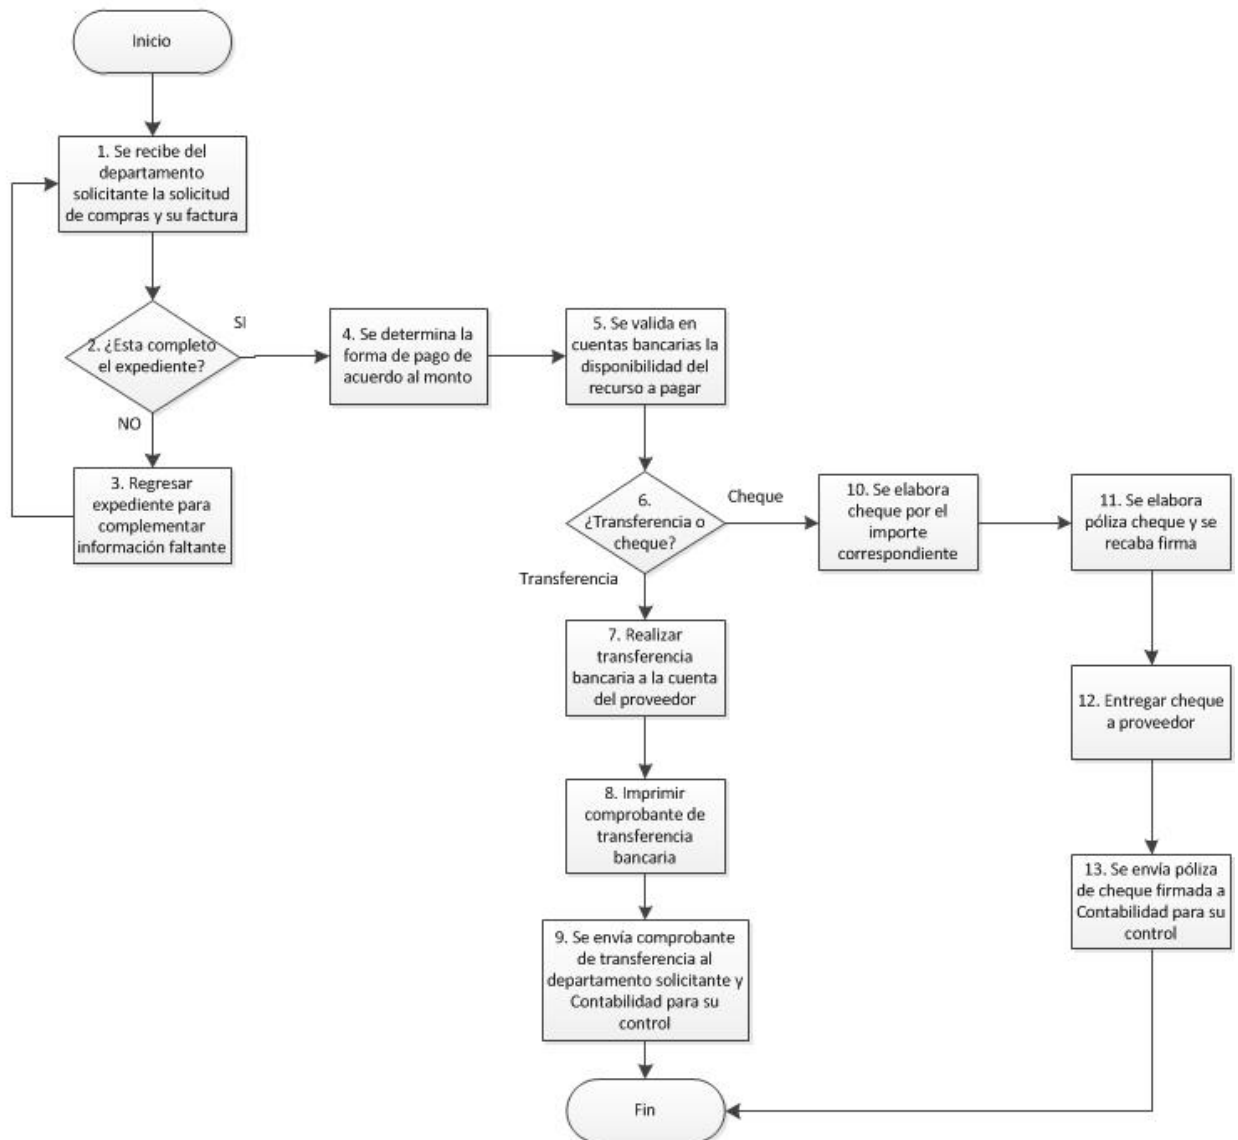 Inicio
1. Se recibe del
departamento
solicitante la solicitud
de compras y su factura
2. ¿Esta completo
el expediente?
SI
NO
3. Regresar
expediente para
complementar
información faltante
4. Se determina la
forma de pago de
acuerdo al monto
5. Se valida en
cuentas bancarias la
disponibilidad del
recurso a pagar
6.
¿Transferencia o
cheque?
Cheque
Transferencia
7. Realizar
transferencia
bancaria a la cuenta
del proveedor
8. Imprimir
comprobante de
transferencia
bancaria
9. Se envía comprobante
de transferencia al
departamento solicitante y
Contabilidad para su
control
10. Se elabora
cheque por el
importe
correspondiente
11. Se elabora
póliza cheque y se
recaba firma
12. Entregar cheque
a proveedor
13. Se envía póliza
de cheque firmada a
Contabilidad para su
control
Fin